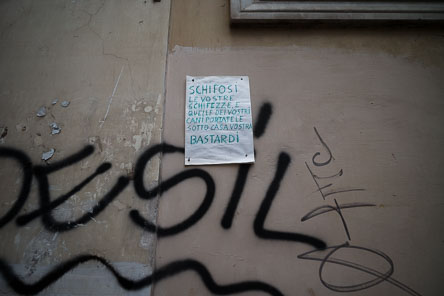 SCHIFOSI
LE VOSTRE
SCHIFEZZE, E
QUELLE DEI VOSTRI
CANI PORTATELE
SOTTO CASA VOSTRA
BASTARDI